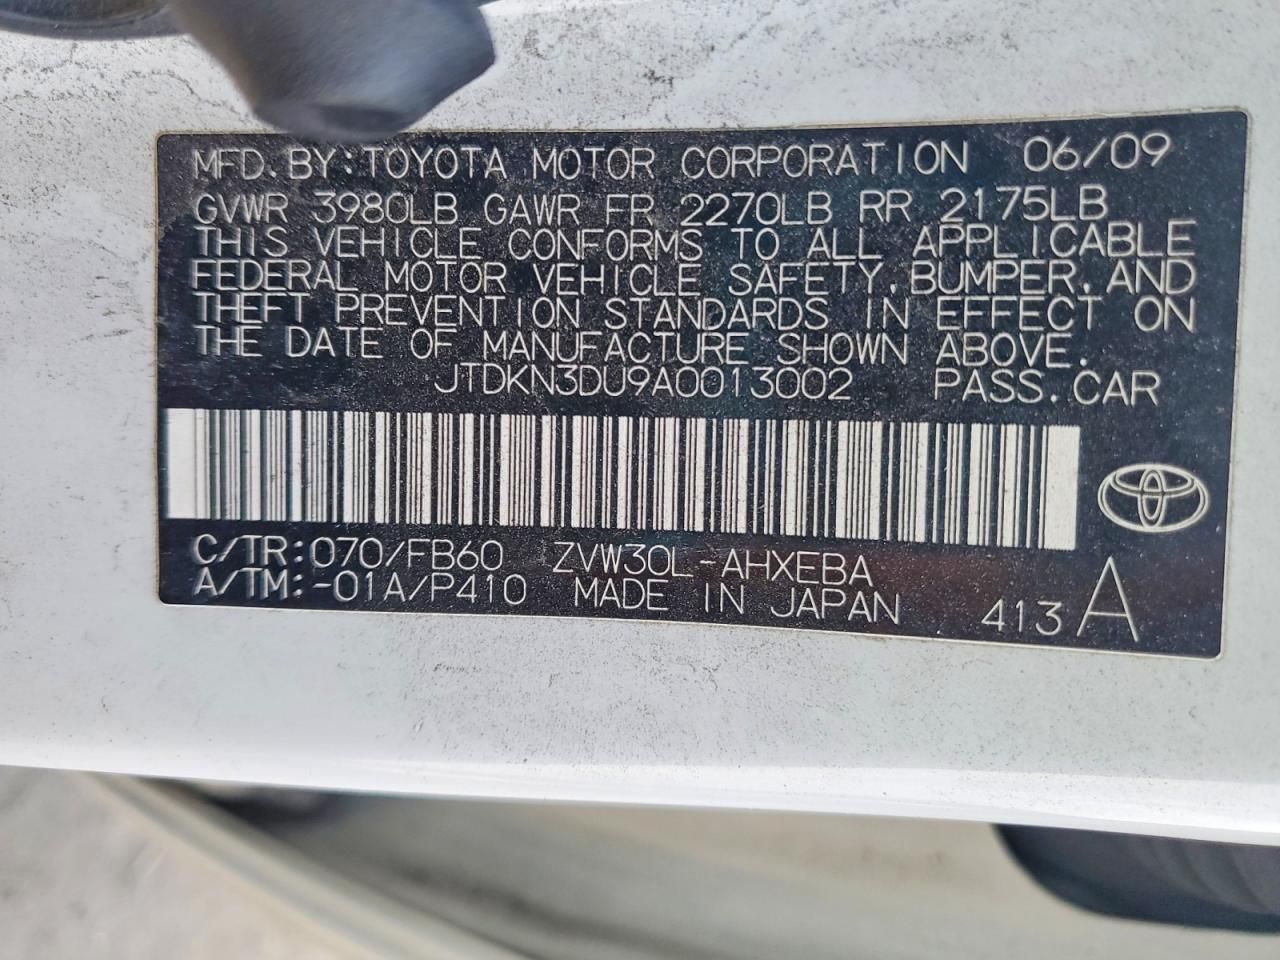 MFD.BY:TOYOTA MOTOR CORPORATION 06/09
GVWR 3980LB GAWR FR 2270LB RR 2175LB
THIS VEHICLE CONFORMS TO ALL APPLICABLE
FEDERAL MOTOR VEHICLE SAFETY,BUMPER,AND
THEFT PREVENTION STANDARDS IN EFFECT ON
THE DATE OF MANUFACTURE SHOWN ABOVE.
JTDKN3DU9A0013002 PASS.CAR
C/TR:070/FB60 ZVW30L-AHXEBA
A/TM:-01A/P410 MADE IN JAPAN 413 A